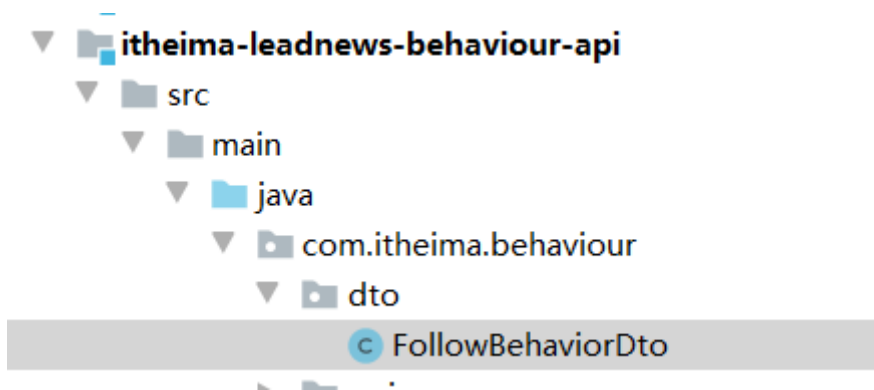 itheima-leadnews-behaviour-api
src
main
java
com.itheima.behaviour
dto
C FollowBehaviorDto